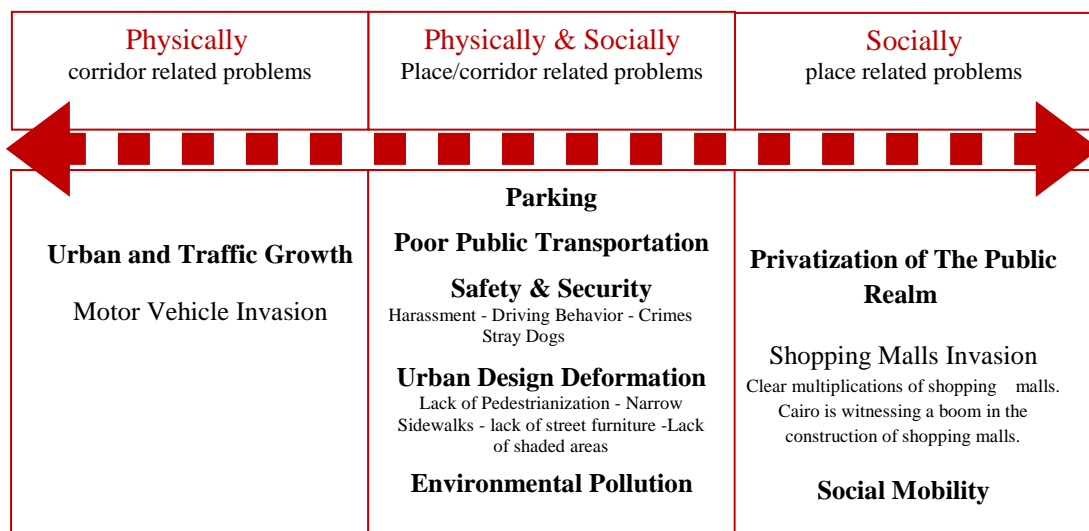 Physically
corridor related problems
Physically & Socially
Place/corridor related problems
Socially
place related problems
Urban and Traffic Growth
Motor Vehicle Invasion
Parking
Poor Public Transportation
Safety & Security
Harassment - Driving Behavior - Crimes
Stray Dogs
Urban Design Deformation
Lack of Pedestrianization - Narrow
Sidewalks - lack of street furniture -Lack
of shaded areas
Environmental Pollution
Privatization of The Public
Realm
Shopping Malls Invasion
Clear multiplications of shopping malls.
Cairo is witnessing a boom in the
construction of shopping malls.
Social Mobility